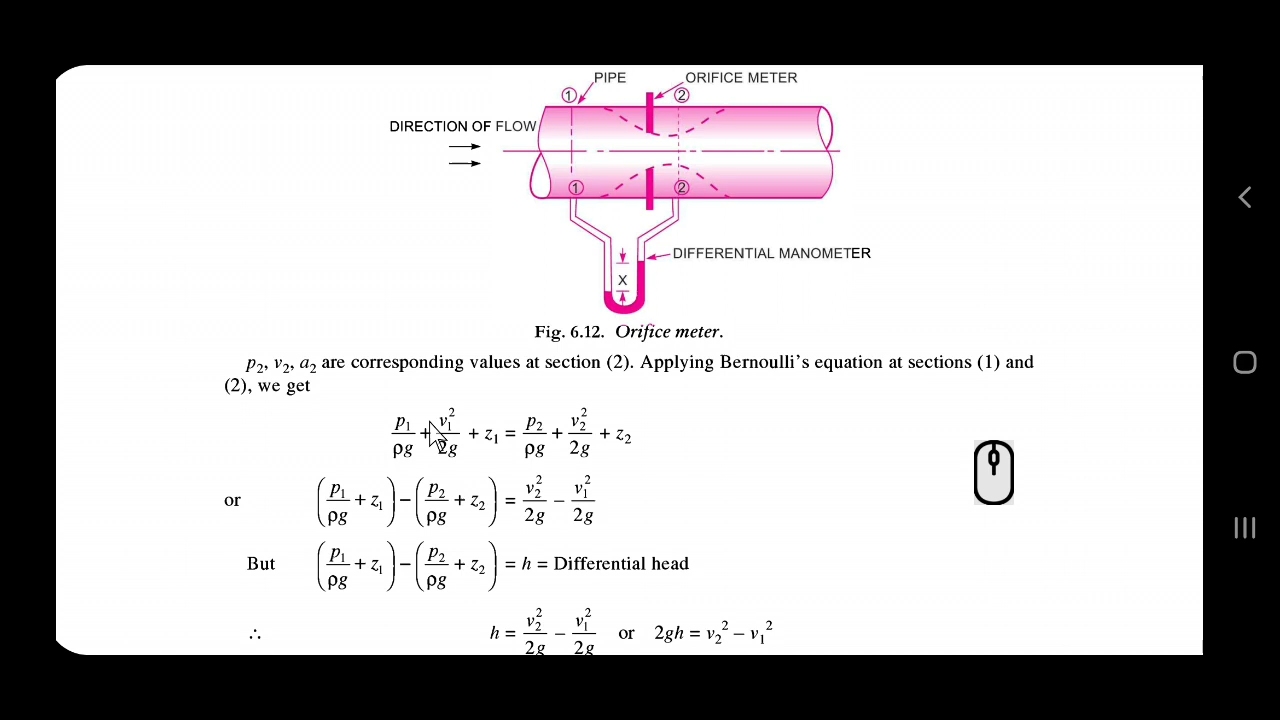 PIPE ORIFICE METER
① ②
DIRECTION OF FLOW
① ②
DIFFERENTIAL MANOMETER
X
Fig. 6.12. Orifice meter.
p₂, v₂, a₂ are corresponding values at section (2). Applying Bernoulli's equation at sections (1) and
(2), we get
p₁/ρg + v₁²/2g + z₁ = p₂/ρg + v₂²/2g + z₂
or (p₁/ρg + z₁) − (p₂/ρg + z₂) = v₂²/2g − v₁²/2g
But (p₁/ρg + z₁) − (p₂/ρg + z₂) = h = Differential head
∴ h = v₂²/2g − v₁²/2g or 2gh = v₂² − v₁²